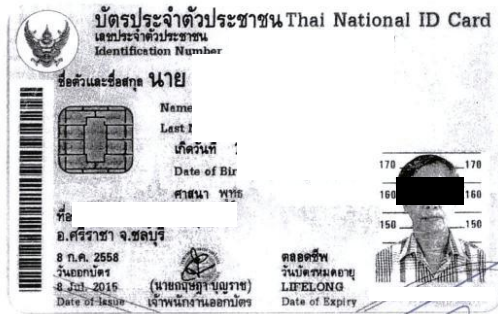 บัตรประจำตัวประชาชน Thai National ID Card
เลขประจำตัวประชาชน
Identification Number
ชื่อตัวและชื่อสกุล นาย
Name
Last
เกิดวันที่
Date of Bir
ศาสนา พุทธ
ที่อ
อ.ศรีราชา จ.ชลบุรี
170 170
160 160
150 150
8 ก.ค. 2558
วันออกบัตร
8 Jul. 2015
Date of Issue
(นายกฤษฎา บุญราช)
เจ้าพนักงานออกบัตร
ตลอดชีพ
วันบัตรหมดอายุ
LIFELONG
Date of Expiry